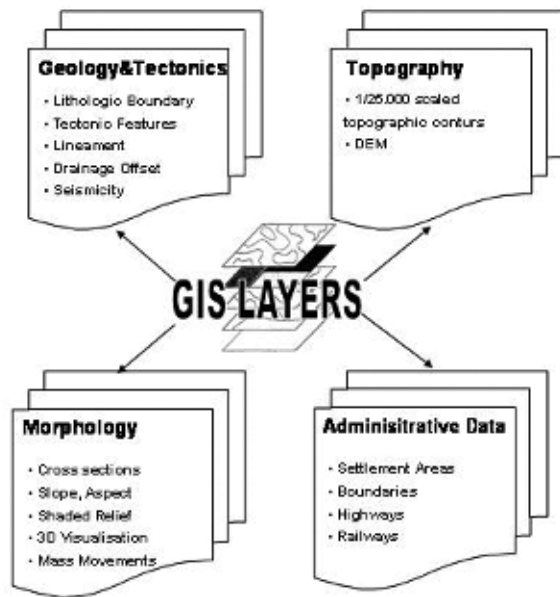 Geology&Tectonics
• Lithologic Boundary
• Tectonic Features
• Lineament
• Drainage Offset
• Seismicity
Topography
• 1/25.000 scaled
topographic conturs
• DEM
GIS LAYERS
Morphology
• Cross sections
• Slope, Aspect
• Shaded Relief
• 3D Visualisation
• Mass Movements
Adminisitrative Data
• Settlement Areas
• Boundaries
• Highways
• Railways